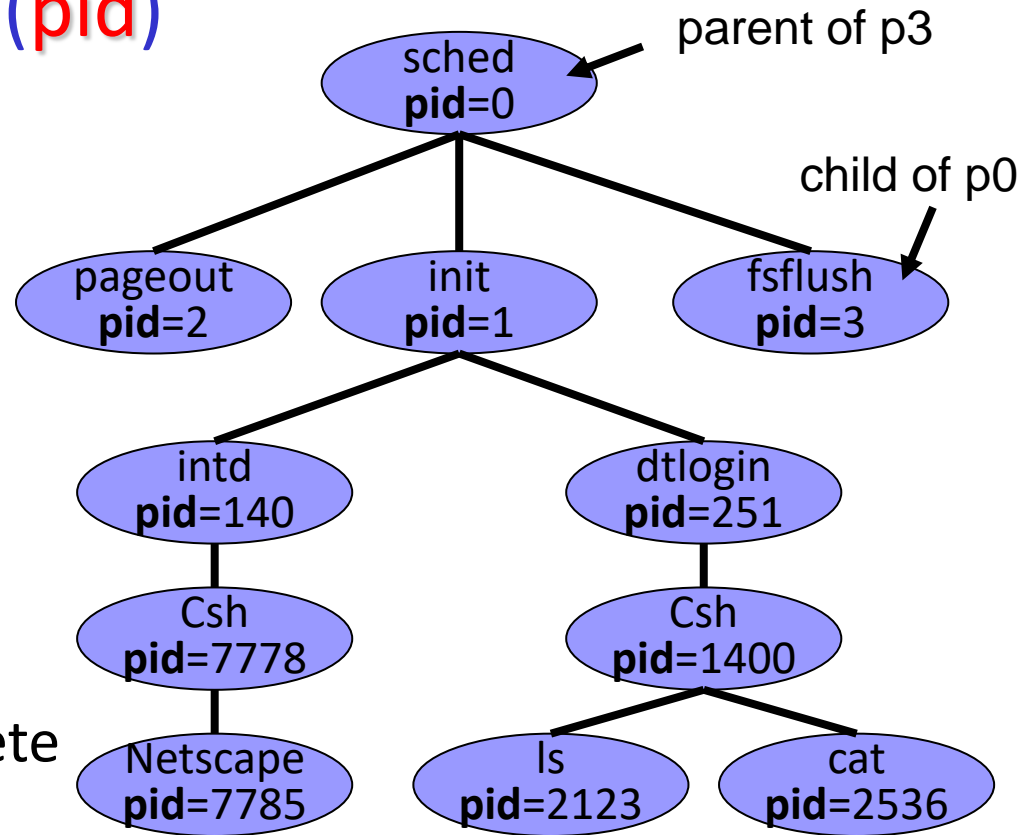 (pid)
parent of p3
sched
pid=0
child of p0
pageout
pid=2
init
pid=1
fsflush
pid=3
intd
pid=140
dtlogin
pid=251
Csh
pid=7778
Csh
pid=1400
ete
Netscape
pid=7785
ls
pid=2123
cat
pid=2536